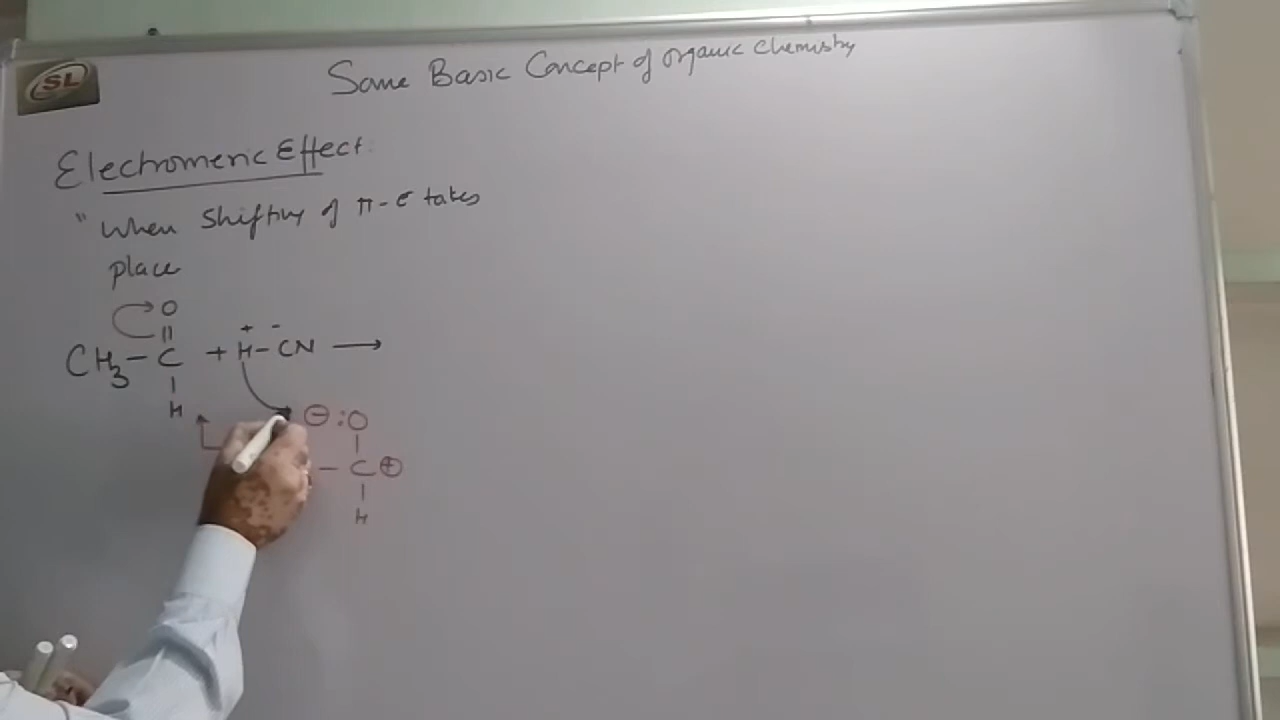 SL
Some Basic Concept of organic Chemistry
Electromeric Effect
" When Shifting of π-e takes
place
O
||
CH3 – C + H – CN ⟶
+ -
|
H
⊖ :O
|
– C ⊕
|
H